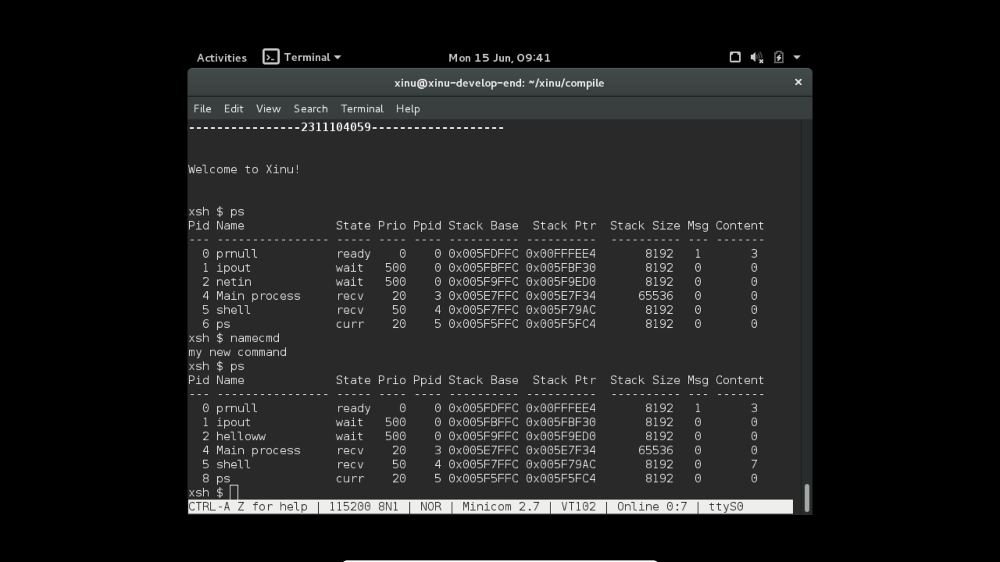 Activities Terminal Mon 15 Jun, 09:41
xinu@xinu-develop-end: ~/xinu/compile ×
File Edit View Search Terminal Help
----------------2311104059-------------------
Welcome to Xinu!
xsh $ ps
Pid Name             State Prio Ppid Stack Base  Stack Ptr  Stack Size Msg Content
--- ---------------- ----- ---- ---- ---------- ----------  ---------- --- -------
  0 prnull           ready    0    0 0x005FDFFC 0x00FFFEE4       8192   1       3
  1 ipout            wait   500    0 0x005FBFFC 0x005FBF30       8192   0       0
  2 netin            wait   500    0 0x005F9FFC 0x005F9ED0       8192   0       0
  4 Main process     recv    20    3 0x005E7FFC 0x005E7F34      65536   0       0
  5 shell            recv    50    4 0x005F7FFC 0x005F79AC       8192   0       0
  6 ps               curr    20    5 0x005F5FFC 0x005F5FC4       8192   0       0
xsh $ namecmd
my new command
xsh $ ps
Pid Name             State Prio Ppid Stack Base  Stack Ptr  Stack Size Msg Content
--- ---------------- ----- ---- ---- ---------- ----------  ---------- --- -------
  0 prnull           ready    0    0 0x005FDFFC 0x00FFFEE4       8192   1       3
  1 ipout            wait   500    0 0x005FBFFC 0x005FBF30       8192   0       0
  2 helloww          wait   500    0 0x005F9FFC 0x005F9ED0       8192   0       0
  4 Main process     recv    20    3 0x005E7FFC 0x005E7F34      65536   0       0
  5 shell            recv    50    4 0x005F7FFC 0x005F79AC       8192   0       7
  8 ps               curr    20    5 0x005F5FFC 0x005F5FC4       8192   0       0
xsh $
CTRL-A Z for help | 115200 8N1 | NOR | Minicom 2.7 | VT102 | Online 0:7 | ttyS0